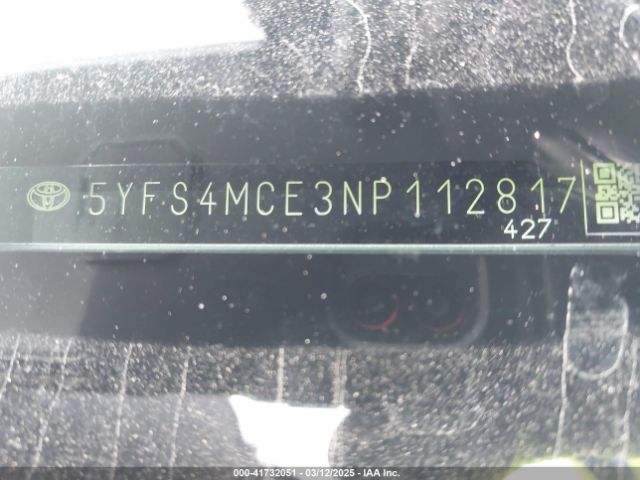 5YFS4MCE3NP112817
427
000-41732051 - 03/12/2025 - IAA Inc.